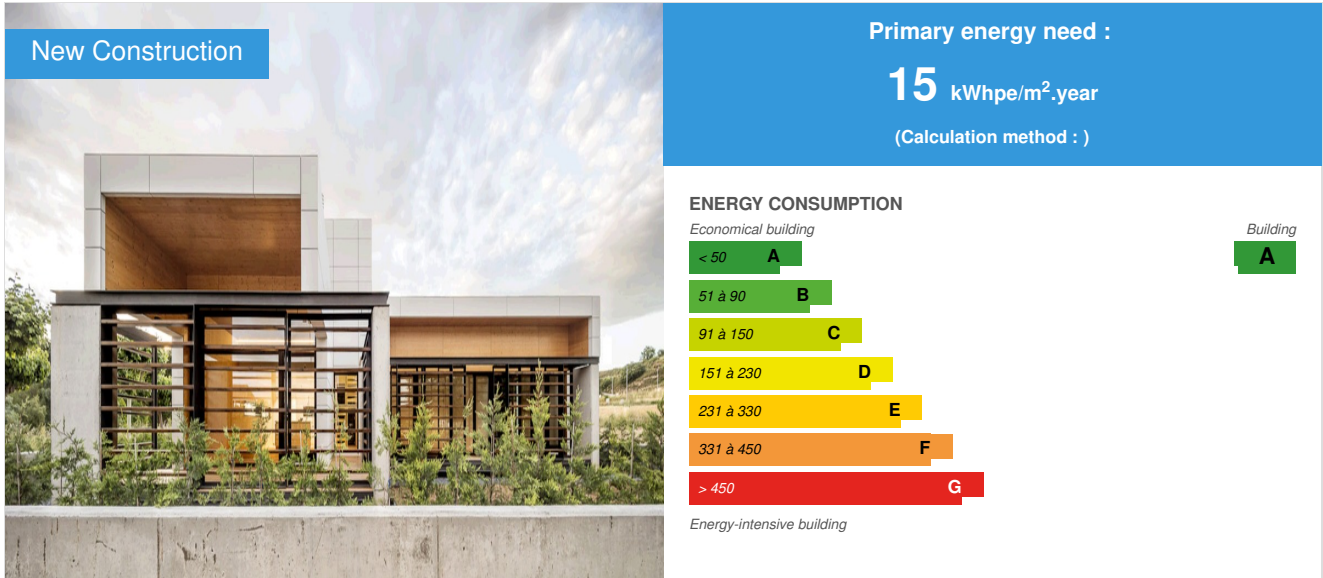 New Construction
Primary energy need :
15 kWhpe/m².year
(Calculation method : )
ENERGY CONSUMPTION
Economical building
Building
< 50 A
A
51 à 90 B
91 à 150 C
151 à 230 D
231 à 330 E
331 à 450 F
> 450 G
Energy-intensive building